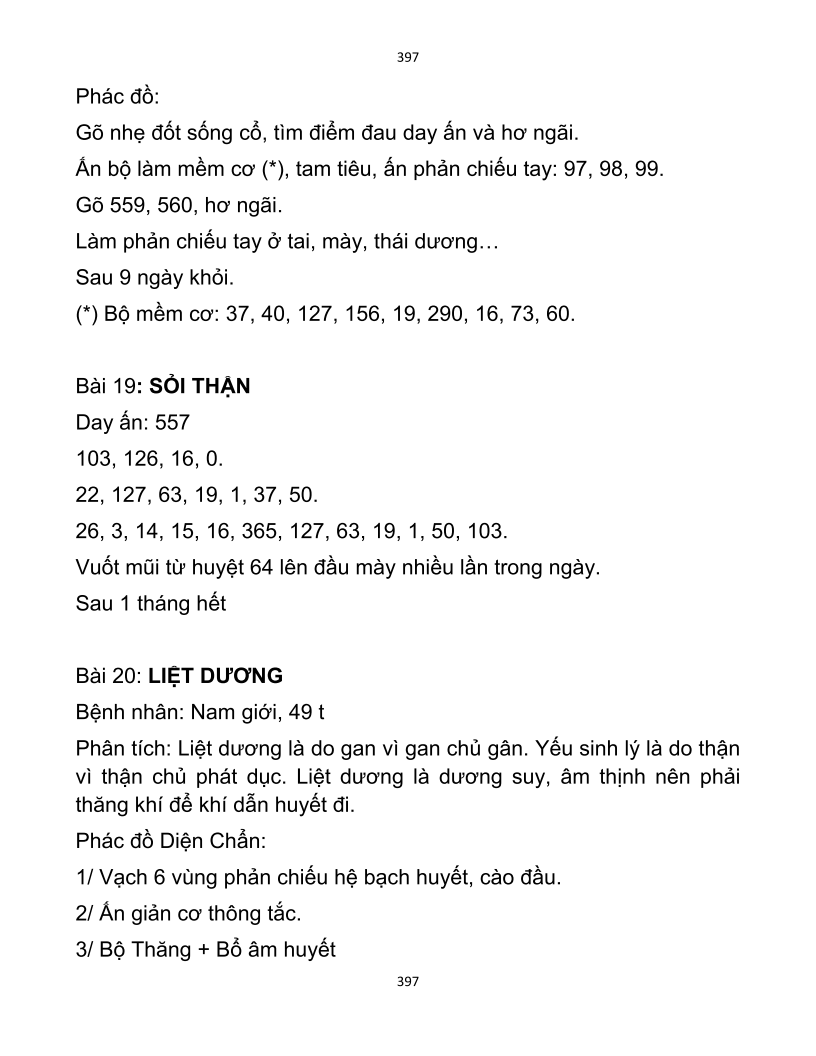 397
Phác đồ:
Gõ nhẹ đốt sống cổ, tìm điểm đau day ấn và hơ ngãi.
Ấn bộ làm mềm cơ (*), tam tiêu, ấn phản chiếu tay: 97, 98, 99.
Gõ 559, 560, hơ ngãi.
Làm phản chiếu tay ở tai, mày, thái dương…
Sau 9 ngày khỏi.
(*) Bộ mềm cơ: 37, 40, 127, 156, 19, 290, 16, 73, 60.
Bài 19: SỎI THẬN
Day ấn: 557
103, 126, 16, 0.
22, 127, 63, 19, 1, 37, 50.
26, 3, 14, 15, 16, 365, 127, 63, 19, 1, 50, 103.
Vuốt mũi từ huyệt 64 lên đầu mày nhiều lần trong ngày.
Sau 1 tháng hết
Bài 20: LIỆT DƯƠNG
Bệnh nhân: Nam giới, 49 t
Phân tích: Liệt dương là do gan vì gan chủ gân. Yếu sinh lý là do thận
vì thận chủ phát dục. Liệt dương là dương suy, âm thịnh nên phải
thăng khí để khí dẫn huyết đi.
Phác đồ Diện Chẩn:
1/ Vạch 6 vùng phản chiếu hệ bạch huyết, cào đầu.
2/ Ấn giản cơ thông tắc.
3/ Bộ Thăng + Bổ âm huyết
397